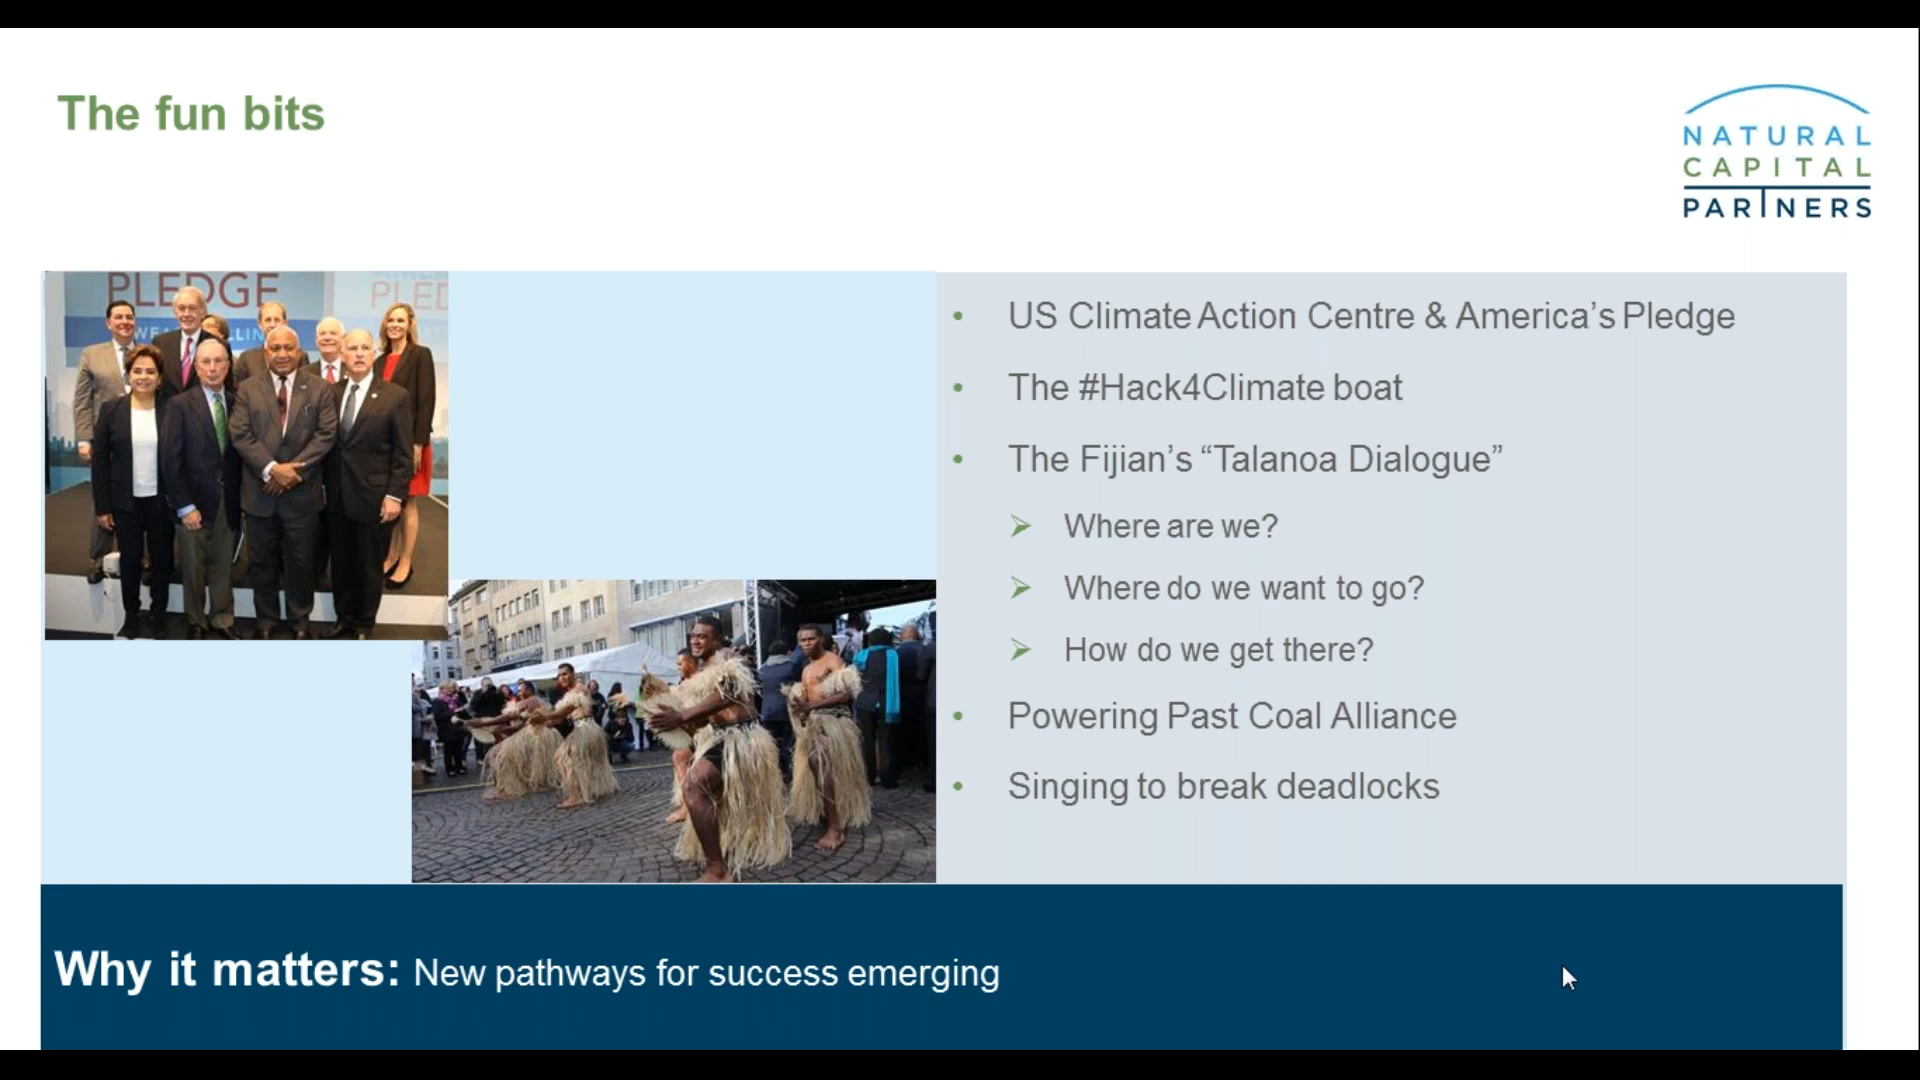 The fun bits
NATURAL
CAPITAL
PARTNERS
PLEDGE
PLED
US Climate Action Centre & America’s Pledge
The #Hack4Climate boat
The Fijian’s “Talanoa Dialogue”
Where are we?
Where do we want to go?
How do we get there?
Powering Past Coal Alliance
Singing to break deadlocks
Why it matters: New pathways for success emerging